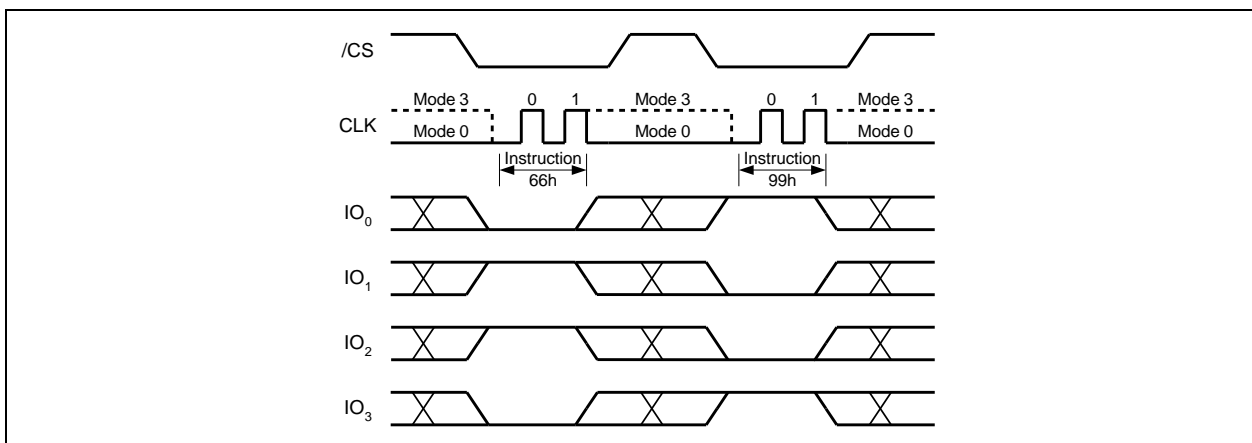 /CS
Mode 3 0 1 Mode 3 0 1 Mode 3
CLK
Mode 0 Mode 0 Mode 0
Instruction Instruction
66h 99h
IO0
IO1
IO2
IO3